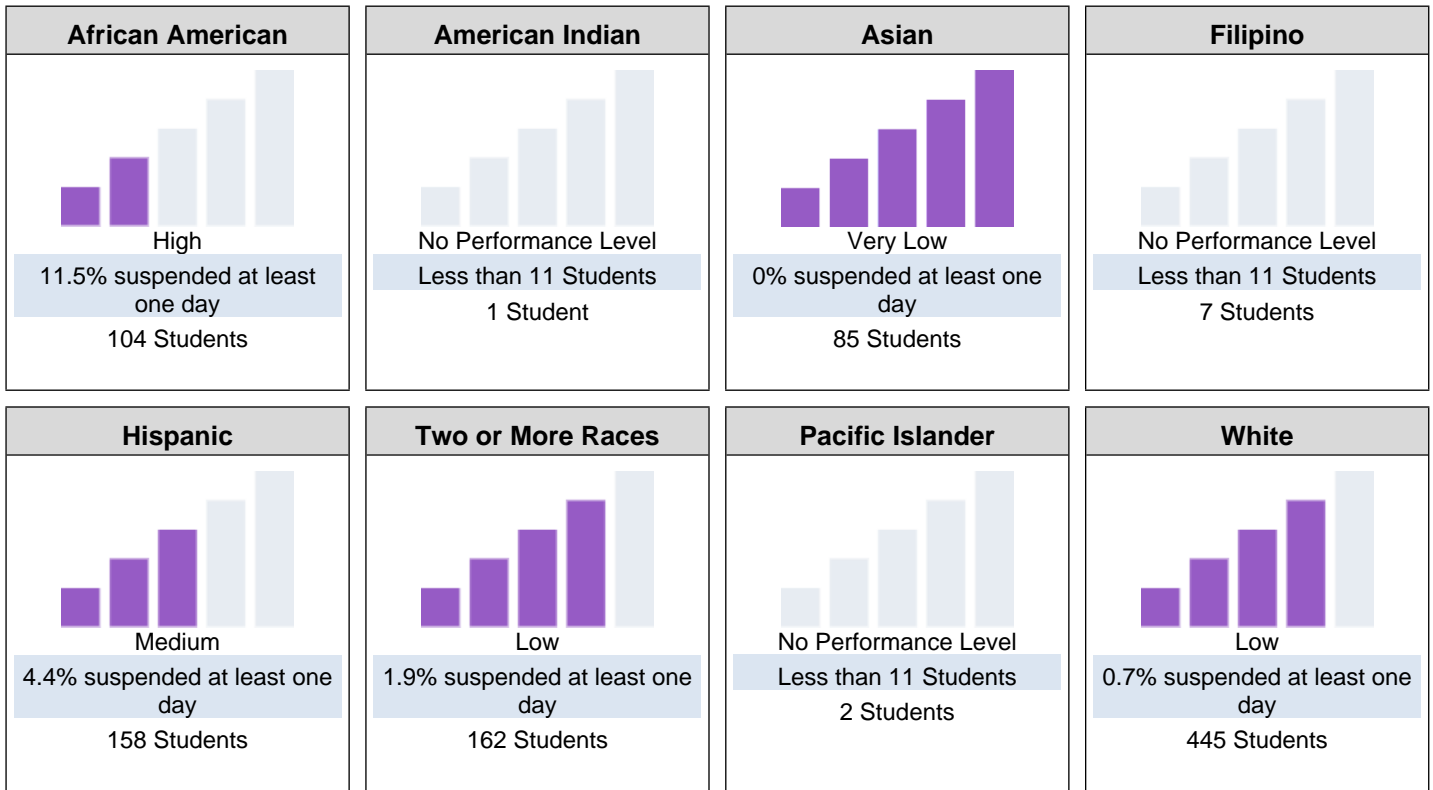 African American
High
11.5% suspended at least
one day
104 Students
American Indian
No Performance Level
Less than 11 Students
1 Student
Asian
Very Low
0% suspended at least one
day
85 Students
Filipino
No Performance Level
Less than 11 Students
7 Students
Hispanic
Medium
4.4% suspended at least one
day
158 Students
Two or More Races
Low
1.9% suspended at least one
day
162 Students
Pacific Islander
No Performance Level
Less than 11 Students
2 Students
White
Low
0.7% suspended at least one
day
445 Students